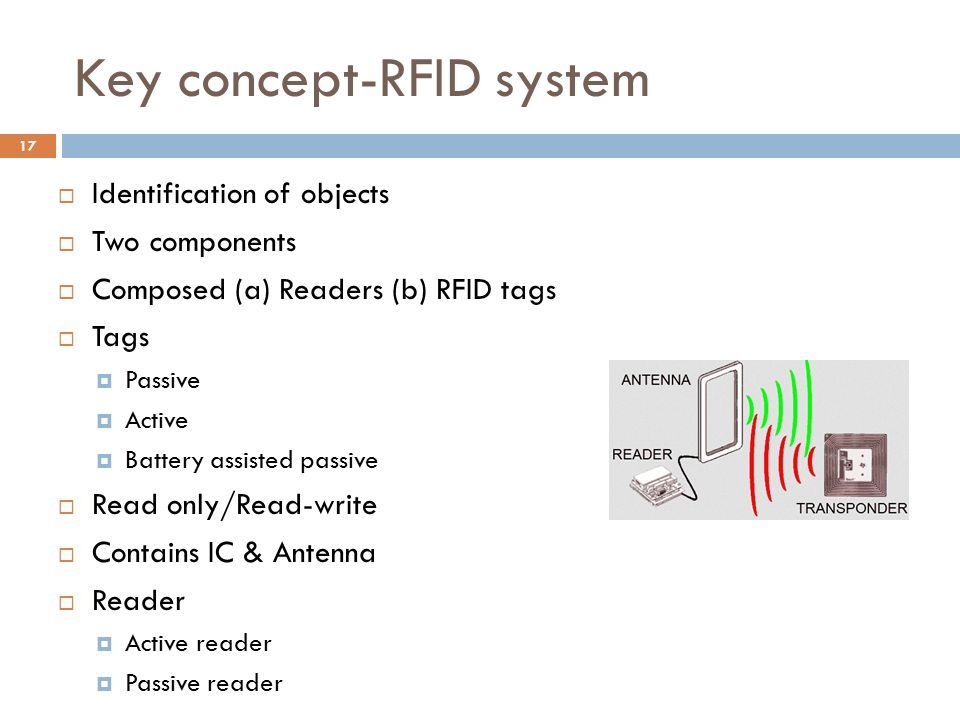 Key concept-RFID system
17
Identification of objects
Two components
Composed (a) Readers (b) RFID tags
Tags
Passive
Active
Battery assisted passive
Read only/Read-write
Contains IC & Antenna
Reader
Active reader
Passive reader
ANTENNA
READER
TRANSPONDER